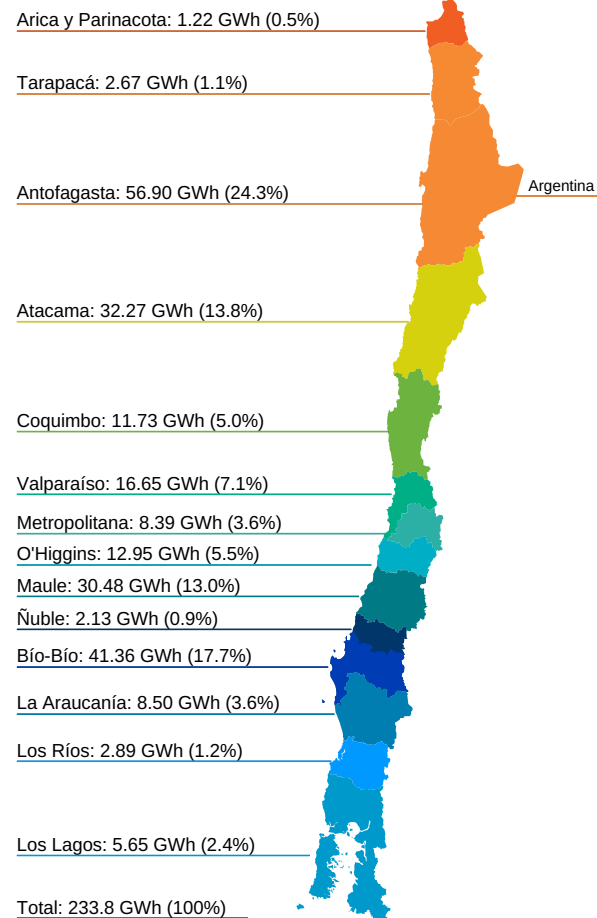 Arica y Parinacota: 1.22 GWh (0.5%)
Tarapacá: 2.67 GWh (1.1%)
Antofagasta: 56.90 GWh (24.3%)
Argentina
Atacama: 32.27 GWh (13.8%)
Coquimbo: 11.73 GWh (5.0%)
Valparaíso: 16.65 GWh (7.1%)
Metropolitana: 8.39 GWh (3.6%)
O'Higgins: 12.95 GWh (5.5%)
Maule: 30.48 GWh (13.0%)
Ñuble: 2.13 GWh (0.9%)
Bío-Bío: 41.36 GWh (17.7%)
La Araucanía: 8.50 GWh (3.6%)
Los Ríos: 2.89 GWh (1.2%)
Los Lagos: 5.65 GWh (2.4%)
Total: 233.8 GWh (100%)